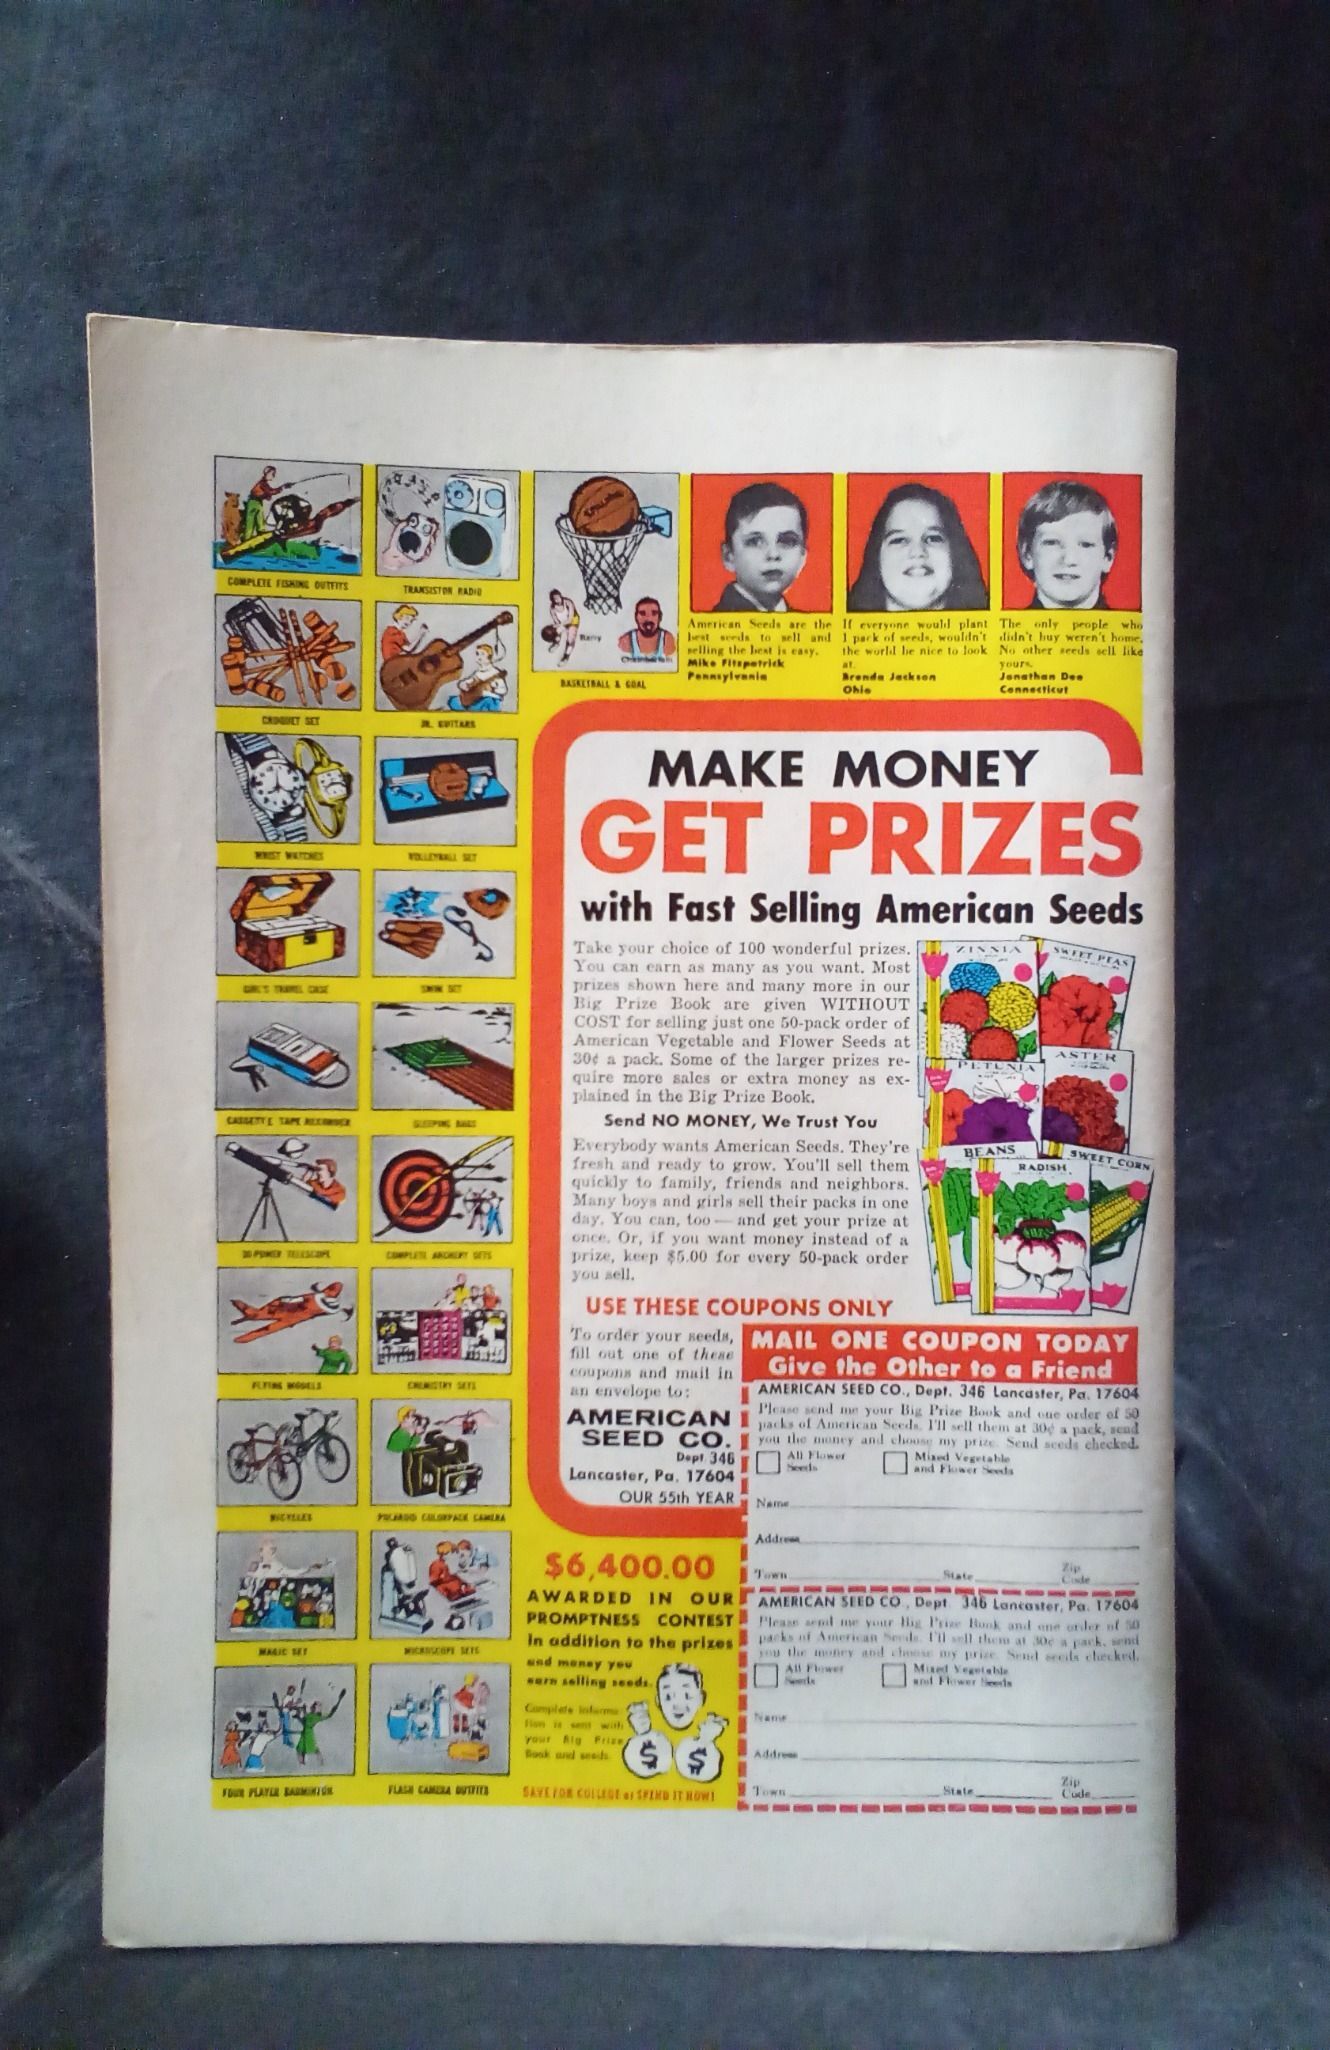 COMPLETE FISHING OUTFITS
TRANSISTOR RADIO
SPALDING
Barry
Chamberlain
BASKETBALL & GOAL
CROQUET SET
JR. GUITARS
WRIST WATCHES
VOLLEYBALL SET
GIRL'S TRAVEL CASE
SWIM SET
CASSETTE TAPE RECORDER
SLEEPING BAGS
30-POWER TELESCOPE
COMPLETE ARCHERY SETS
FLYING MODELS
CHEMISTRY SETS
BICYCLES
POLAROID COLORPACK CAMERA
MAGIC SET
MICROSCOPE SETS
FOUR PLAYER BADMINTON
FLASH CAMERA OUTFITS
American Seeds are the
best seeds to sell and
selling the best is easy.
Mike Fitzpatrick
Pennsylvania
If everyone would plant
1 pack of seeds, wouldn't
the world be nice to look
at.
Brenda Jackson
Ohio
The only people who
didn't buy weren't home.
No other seeds sell like
yours.
Jonathan Dee
Connecticut
MAKE MONEY
GET PRIZES
with Fast Selling American Seeds
Take your choice of 100 wonderful prizes.
You can earn as many as you want. Most
prizes shown here and many more in our
Big Prize Book are given WITHOUT
COST for selling just one 50-pack order of
American Vegetable and Flower Seeds at
30¢ a pack. Some of the larger prizes re-
quire more sales or extra money as ex-
plained in the Big Prize Book.
Send NO MONEY, We Trust You
Everybody wants American Seeds. They're
fresh and ready to grow. You'll sell them
quickly to family, friends and neighbors.
Many boys and girls sell their packs in one
day. You can, too — and get your prize at
once. Or, if you want money instead of a
prize, keep $5.00 for every 50-pack order
you sell.
ZINNIA
SWEET PEAS
PETUNIA
ASTER
BEANS
RADISH
SWEET CORN
USE THESE COUPONS ONLY
To order your seeds,
fill out one of these
coupons and mail in
an envelope to:
AMERICAN
SEED CO.
Dept 346
Lancaster, Pa. 17604
OUR 55th YEAR
MAIL ONE COUPON TODAY
Give the Other to a Friend
AMERICAN SEED CO., Dept. 346 Lancaster, Pa. 17604
Please send me your Big Prize Book and one order of 50
packs of American Seeds. I'll sell them at 30¢ a pack, send
you the money and choose my prize. Send seeds checked.
All Flower
Seeds
Mixed Vegetable
and Flower Seeds
Name
Address
Town State Zip
Code
AMERICAN SEED CO., Dept. 346 Lancaster, Pa. 17604
Please send me your Big Prize Book and one order of 50
packs of American Seeds. I'll sell them at 30¢ a pack, send
you the money and choose my prize. Send seeds checked.
All Flower
Seeds
Mixed Vegetable
and Flower Seeds
Name
Address
Town State Zip
Code
$6,400.00
AWARDED IN OUR
PROMPTNESS CONTEST
In addition to the prizes
and money you
earn selling seeds.
Complete informa-
tion is sent with
your Big Prize
Book and seeds.
$ $
SAVE FOR COLLEGE or SPEND IT NOW!